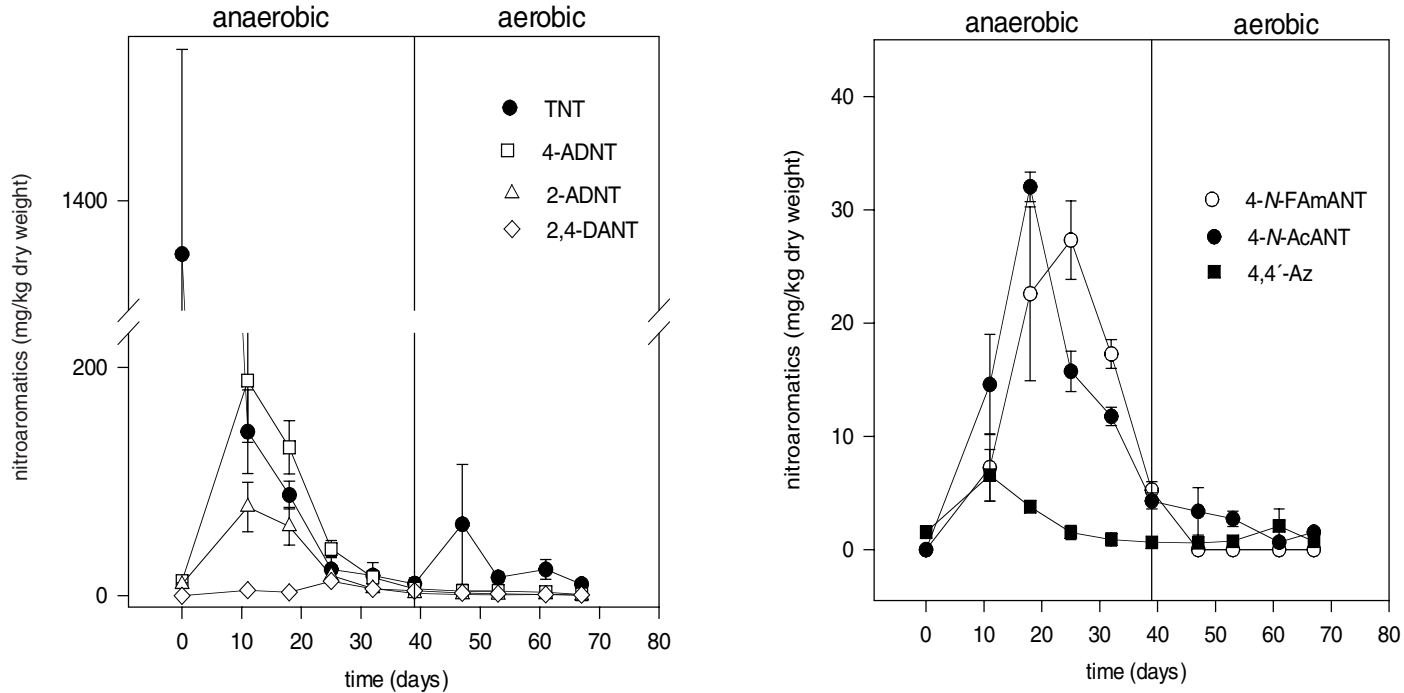 anaerobic aerobic
nitroaromatics (mg/kg dry weight)
1400
200
0
TNT
4-ADNT
2-ADNT
2,4-DANT
0 10 20 30 40 50 60 70 80
time (days)
anaerobic aerobic
nitroaromatics (mg/kg dry weight)
40
30
20
10
0
4-N-FAmANT
4-N-AcANT
4,4´-Az
0 10 20 30 40 50 60 70 80
time (days)